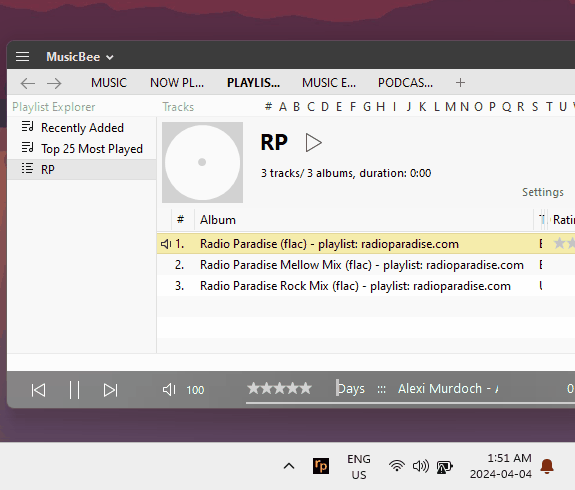 MusicBee
MUSIC NOW PL... PLAYLIS... MUSIC E... PODCAS... +
Playlist Explorer
Tracks
# A B C D E F G H I J K L M N O P Q R S T U
Recently Added
Top 25 Most Played
RP
RP
3 tracks/ 3 albums, duration: 0:00
Settings
# Album T Ratin
1. Radio Paradise (flac) - playlist: radioparadise.com
2. Radio Paradise Mellow Mix (flac) - playlist: radioparadise.com
3. Radio Paradise Rock Mix (flac) - playlist: radioparadise.com
100
Days ::: Alexi Murdoch -
0
rp
ENG
US
1:51 AM
2024-04-04